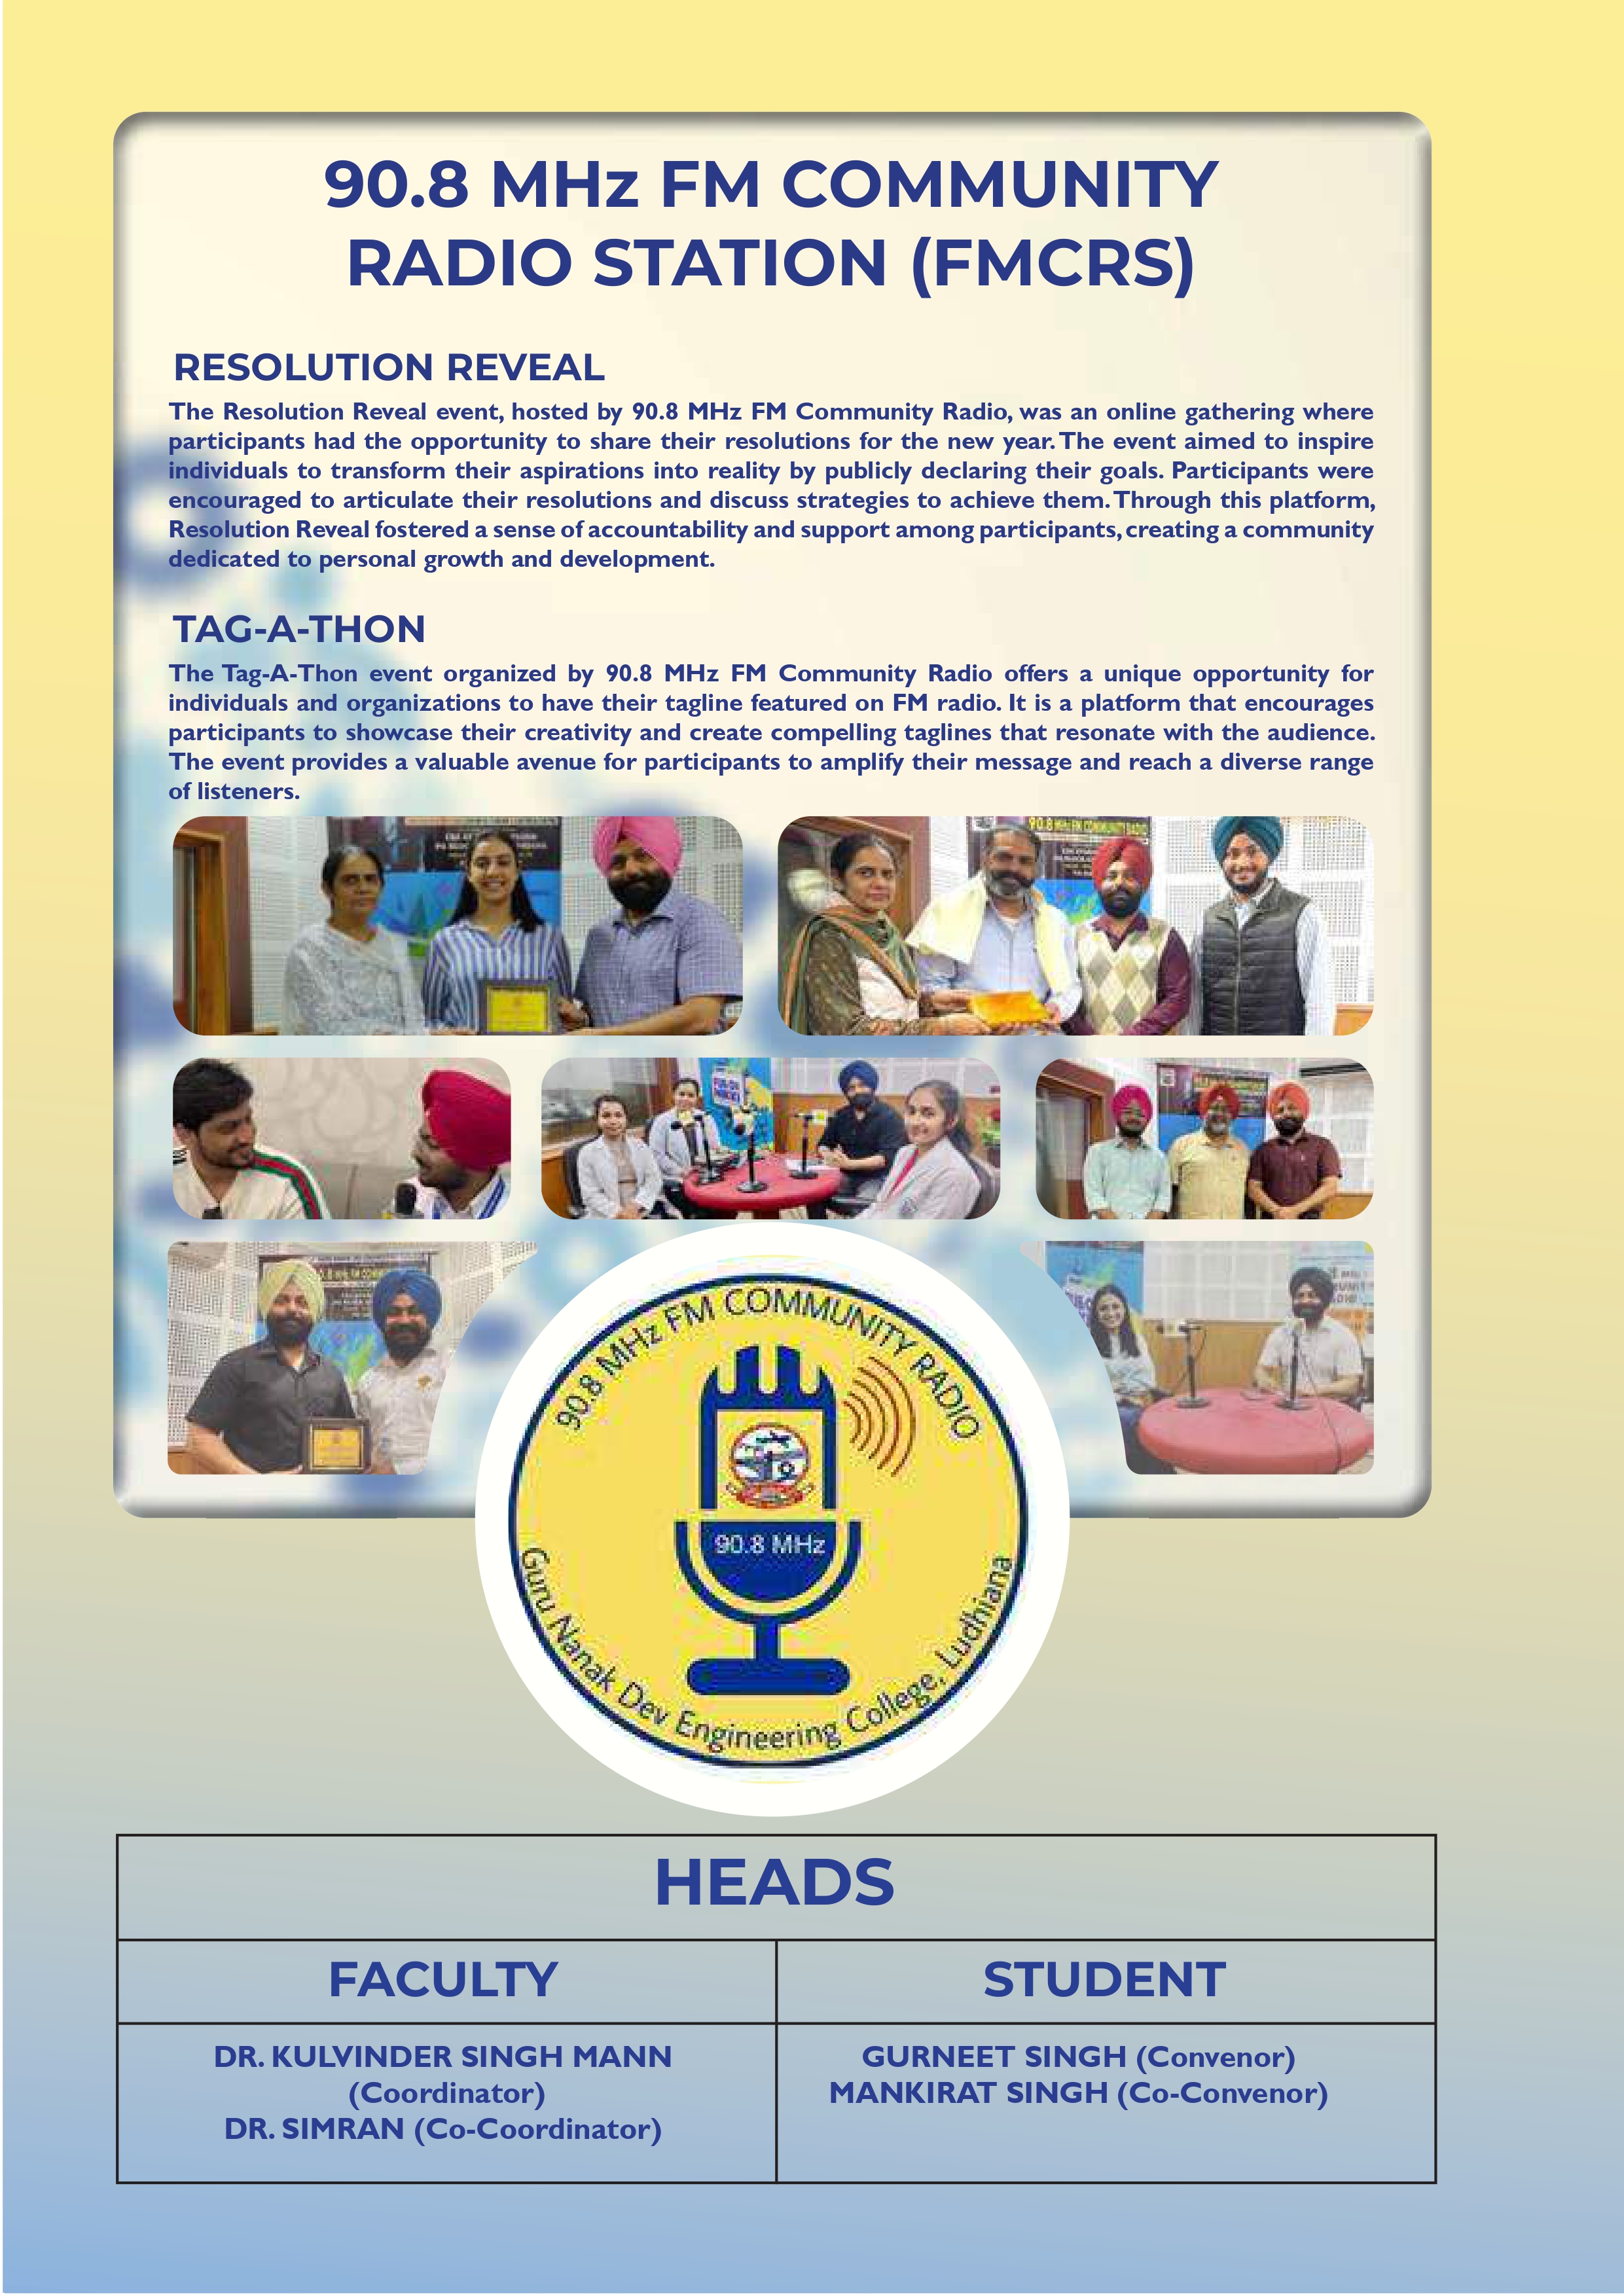 90.8 MHz FM COMMUNITY
RADIO STATION (FMCRS)
RESOLUTION REVEAL
The Resolution Reveal event, hosted by 90.8 MHz FM Community Radio, was an online gathering where
participants had the opportunity to share their resolutions for the new year. The event aimed to inspire
individuals to transform their aspirations into reality by publicly declaring their goals. Participants were
encouraged to articulate their resolutions and discuss strategies to achieve them. Through this platform,
Resolution Reveal fostered a sense of accountability and support among participants, creating a community
dedicated to personal growth and development.
TAG-A-THON
The Tag-A-Thon event organized by 90.8 MHz FM Community Radio offers a unique opportunity for
individuals and organizations to have their tagline featured on FM radio. It is a platform that encourages
participants to showcase their creativity and create compelling taglines that resonate with the audience.
The event provides a valuable avenue for participants to amplify their message and reach a diverse range
of listeners.
90.8 MHz FM COMMUNITY RADIO
90.8 MHz FM COMMUNITY RADIO
90.8 MHz
Guru Nanak Dev Engineering College, Ludhiana
HEADS
FACULTY
STUDENT
DR. KULVINDER SINGH MANN
(Coordinator)
DR. SIMRAN (Co-Coordinator)
GURNEET SINGH (Convenor)
MANKIRAT SINGH (Co-Convenor)